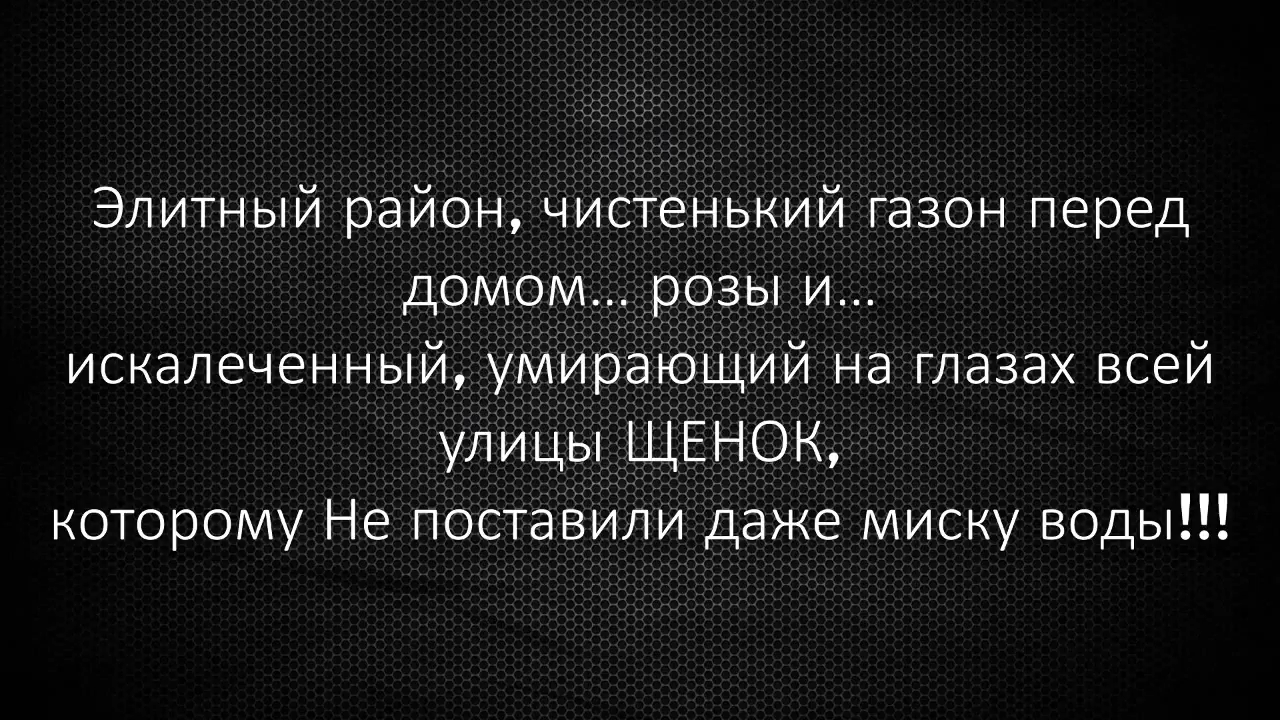 Элитный район, чистенький газон перед
домом... розы и...
искалеченный, умирающий на глазах всей
улицы ЩЕНОК,
которому Не поставили даже миску воды!!!